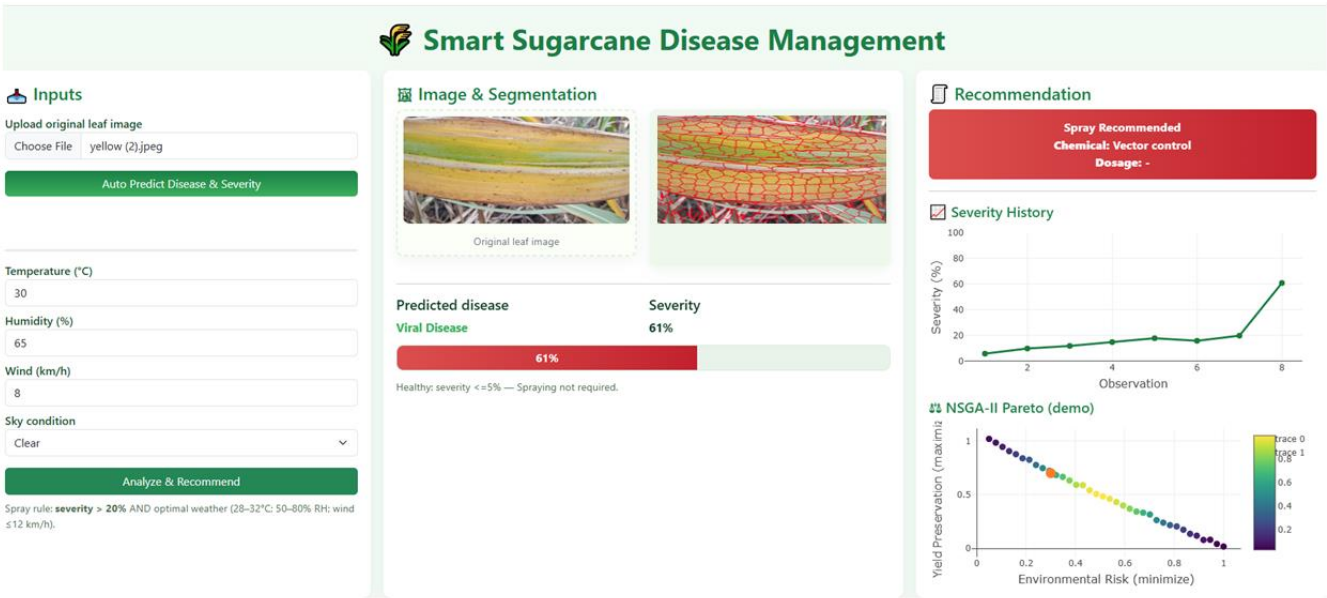 Smart Sugarcane Disease Management
Inputs
Upload original leaf image
Choose File yellow (2).jpeg
Auto Predict Disease & Severity
Temperature (°C)
30
Humidity (%)
65
Wind (km/h)
8
Sky condition
Clear
Analyze & Recommend
Spray rule: severity > 20% AND optimal weather (28–32°C; 50–80% RH; wind
≤12 km/h).
Image & Segmentation
Original leaf image
Predicted disease Severity
Viral Disease 61%
61%
Healthy: severity <=5% — Spraying not required.
Recommendation
Spray Recommended
Chemical: Vector control
Dosage: -
Severity History
100
80
60
40
20
0
Severity (%)
2 4 6 8
Observation
NSGA-II Pareto (demo)
Yield Preservation (maximiz
1
0.5
0
0 0.2 0.4 0.6 0.8 1
Environmental Risk (minimize)
trace 0
trace 1
0.8
0.6
0.4
0.2